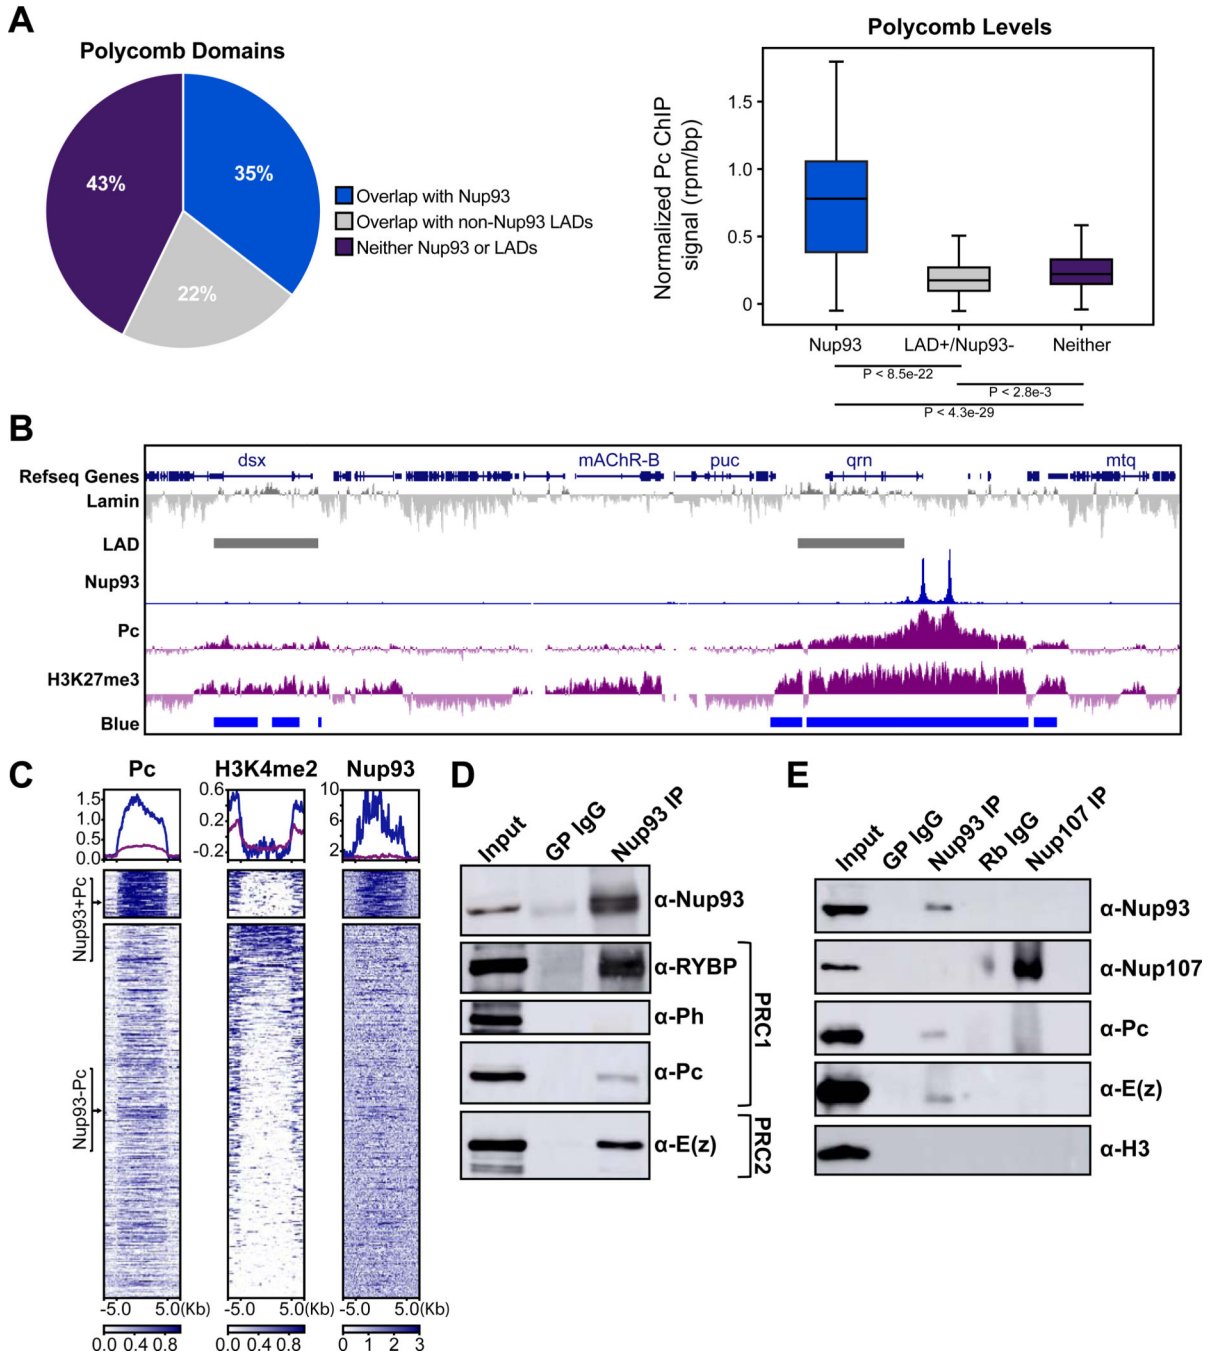 A
Polycomb Domains
43%
35%
22%
Overlap with Nup93
Overlap with non-Nup93 LADs
Neither Nup93 or LADs
Polycomb Levels
Normalized Pc ChIP
signal (rpm/bp)
1.5
1.0
0.5
0
Nup93 LAD+/Nup93- Neither
P < 8.5e-22
P < 2.8e-3
P < 4.3e-29
B
dsx mAChR-B puc qrn mtq
Refseq Genes
Lamin
LAD
Nup93
Pc
H3K27me3
Blue
C
Pc H3K4me2 Nup93
1.5
1.0
0.5
0.0
0.6
0.2
-0.2
10
6
2
Nup93+Pc
Nup93-Pc
-5.0 5.0(Kb) -5.0 5.0(Kb) -5.0 5.0(Kb)
0.0 0.4 0.8 0.0 0.4 0.8 0 1 2 3
D
Input GP IgG Nup93 IP
α-Nup93
α-RYBP
α-Ph
α-Pc
α-E(z)
PRC1
PRC2
E
Input GP IgG Nup93 IP Rb IgG Nup107 IP
α-Nup93
α-Nup107
α-Pc
α-E(z)
α-H3